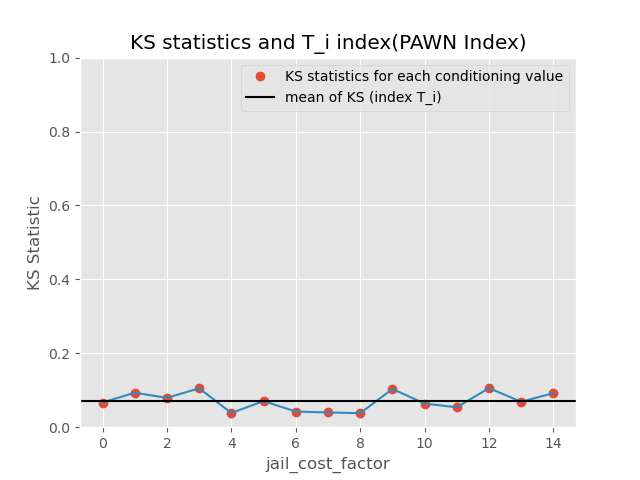 KS statistics and T_i index(PAWN Index)
KS statistics for each conditioning value
mean of KS (index T_i)
KS Statistic
1.0
0.8
0.6
0.4
0.2
0.0
0 2 4 6 8 10 12 14
jail_cost_factor